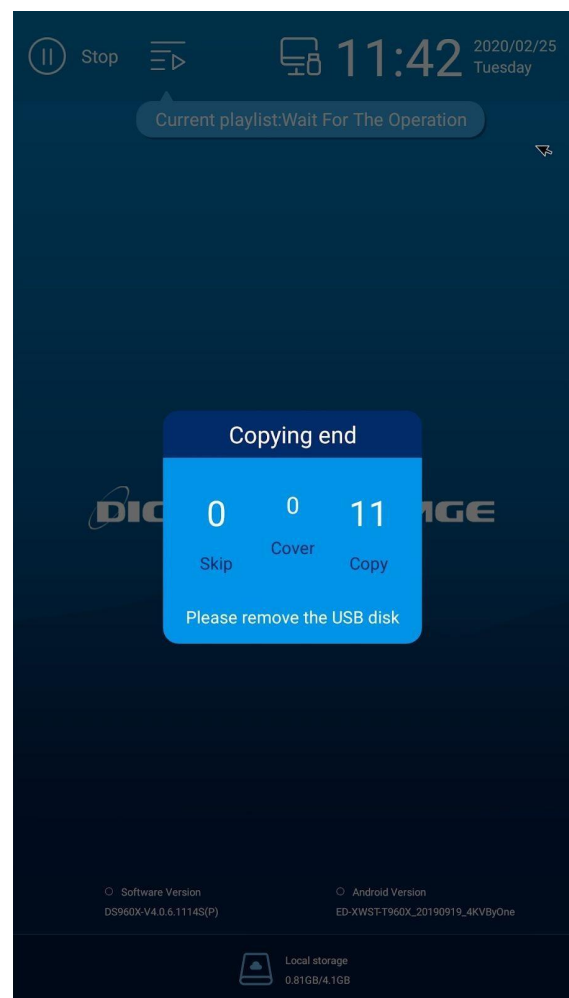 Stop
11:42
2020/02/25
Tuesday
Current playlist:Wait For The Operation
Copying end
0
0
11
Skip
Cover
Copy
Please remove the USB disk
Software Version
Android Version
DS960X-V4.0.6.1114S(P)
ED-XWST-T960X_20190919_4KVByOne
Local storage
0.81GB/4.1GB